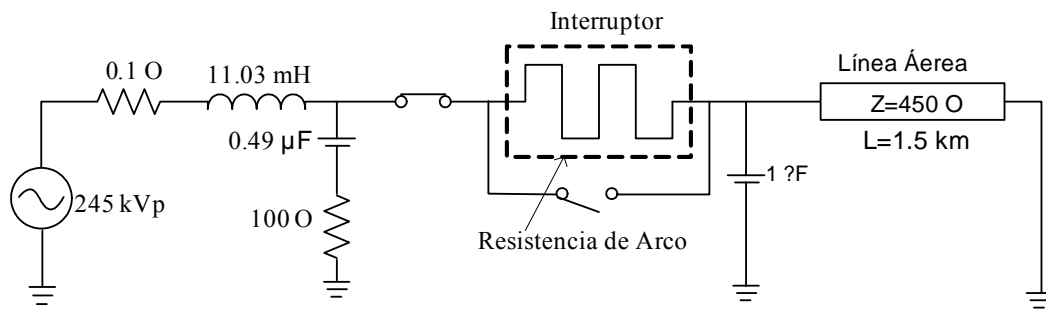 Interruptor
0.1 O
11.03 mH
Línea Áerea
Z=450 O
L=1.5 km
0.49 µF
245 kVp
100 O
1 ?F
Resistencia de Arco